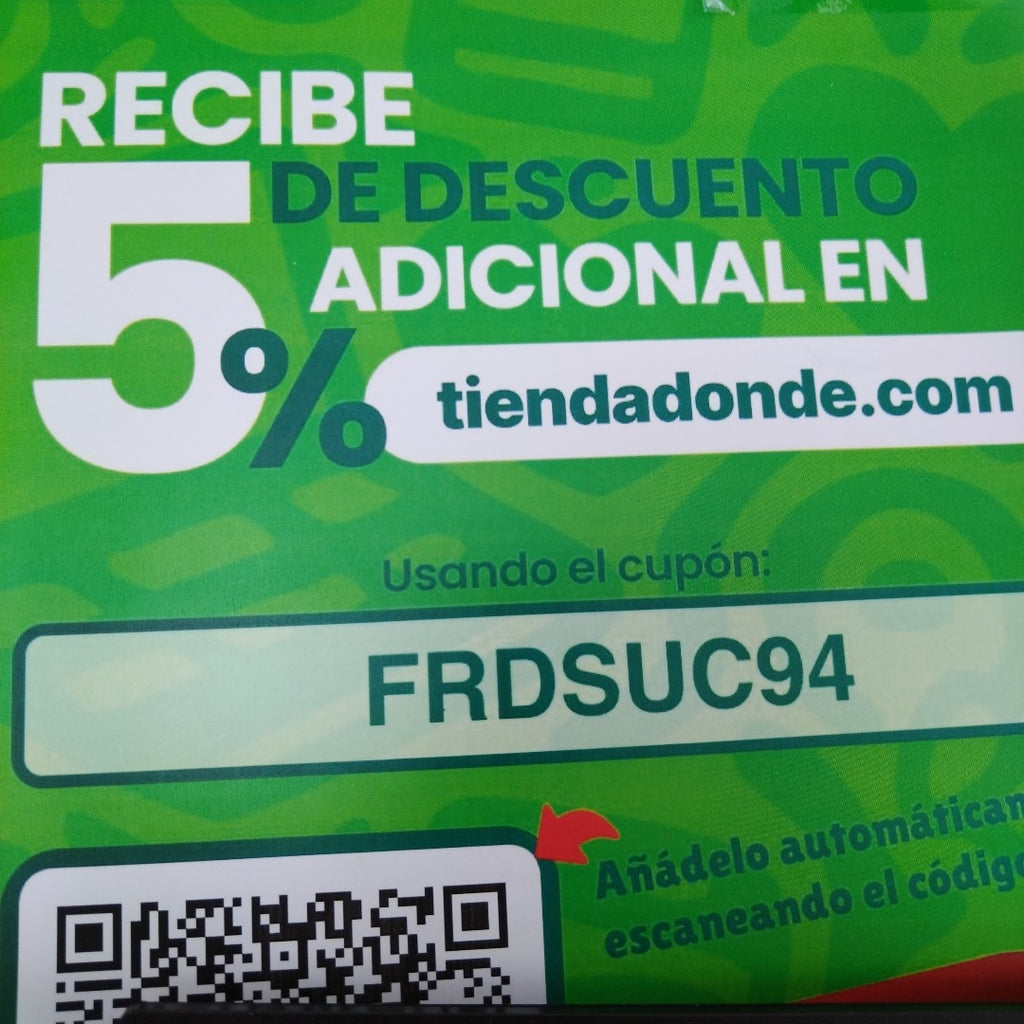 RECIBE
5% DE DESCUENTO
ADICIONAL EN
tiendadonde.com
Usando el cupón:
FRDSUC94
Añádelo
escaneando el